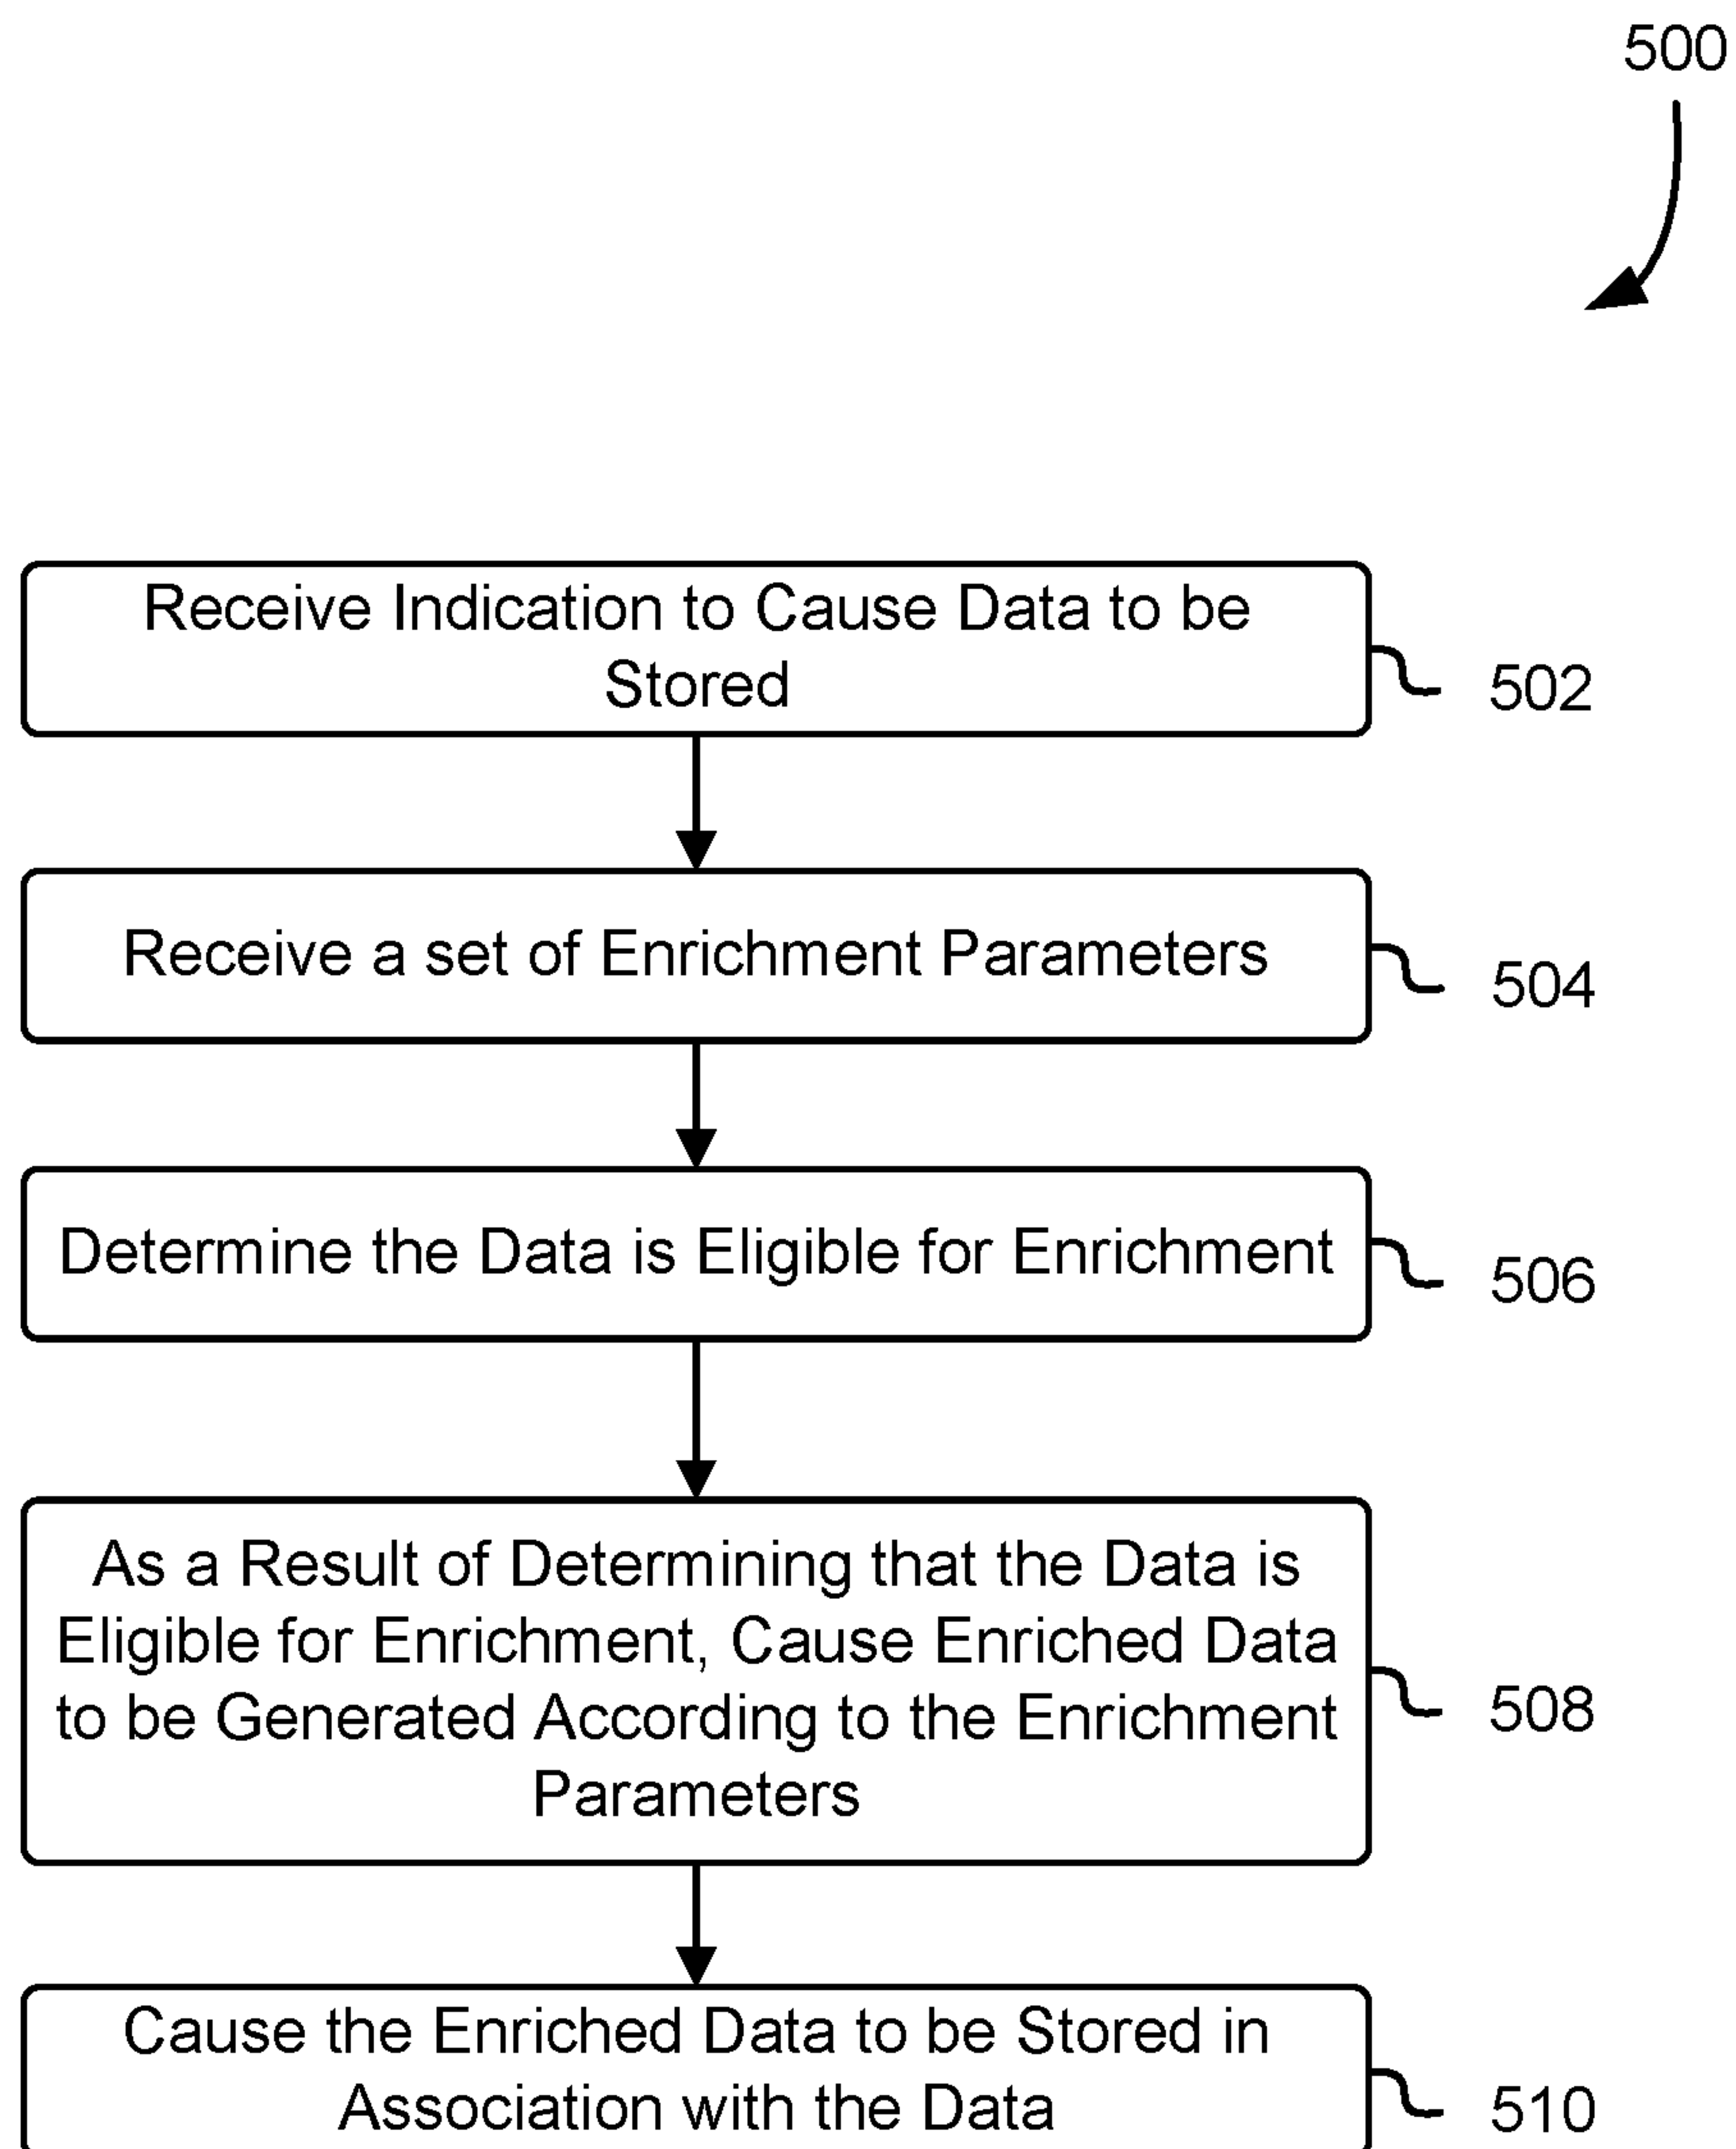 500
Receive Indication to Cause Data to be
Stored
502
Receive a set of Enrichment Parameters
504
Determine the Data is Eligible for Enrichment
506
As a Result of Determining that the Data is
Eligible for Enrichment, Cause Enriched Data
to be Generated According to the Enrichment
Parameters
508
Cause the Enriched Data to be Stored in
Association with the Data
510